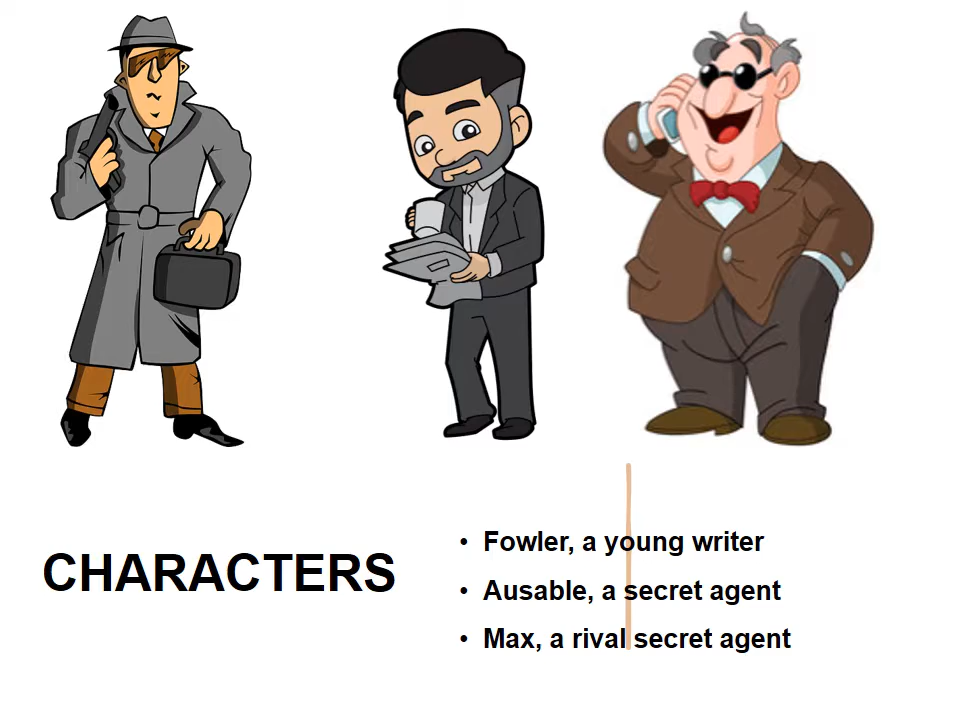 CHARACTERS
• Fowler, a young writer
• Ausable, a secret agent
• Max, a rival secret agent